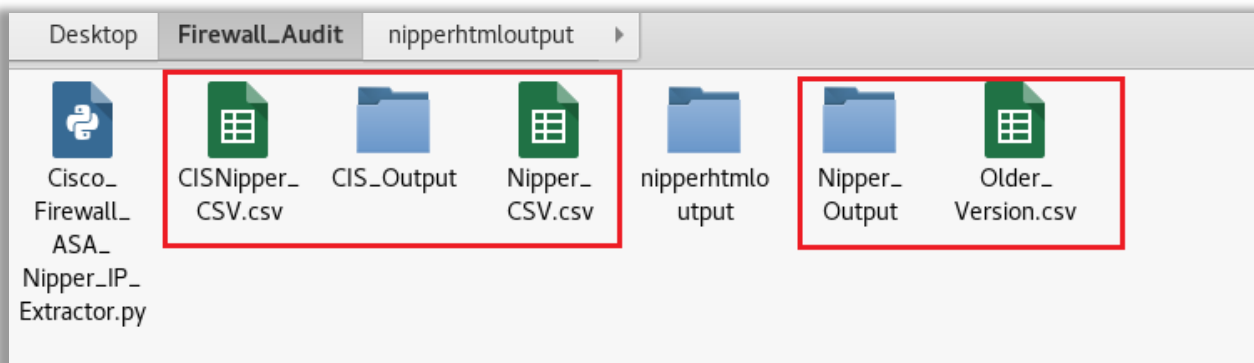 Desktop Firewall_Audit nipperhtmloutput
Cisco_
Firewall_
ASA_
Nipper_IP_
Extractor.py
CISNipper_
CSV.csv
CIS_Output
Nipper_
CSV.csv
nipperhtmlo
utput
Nipper_
Output
Older_
Version.csv